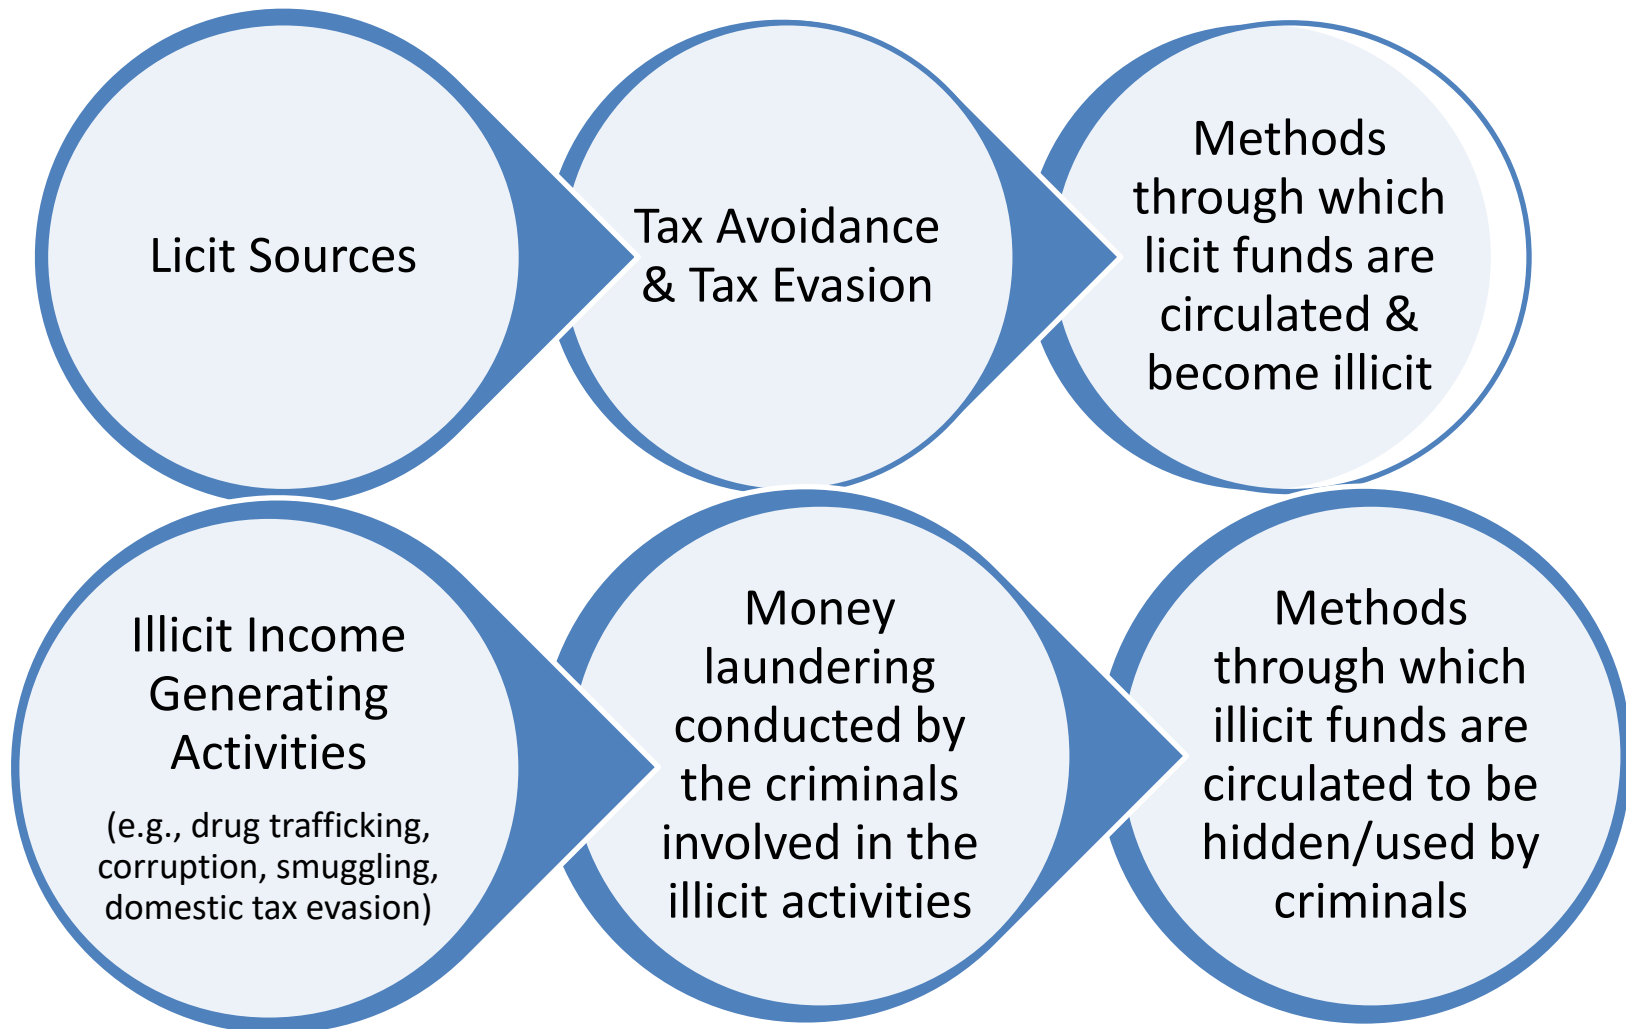 Licit Sources
Tax Avoidance
& Tax Evasion
Methods
through which
licit funds are
circulated &
become illicit
Illicit Income
Generating
Activities
(e.g., drug trafficking,
corruption, smuggling,
domestic tax evasion)
Money
laundering
conducted by
the criminals
involved in the
illicit activities
Methods
through which
illicit funds are
circulated to be
hidden/used by
criminals